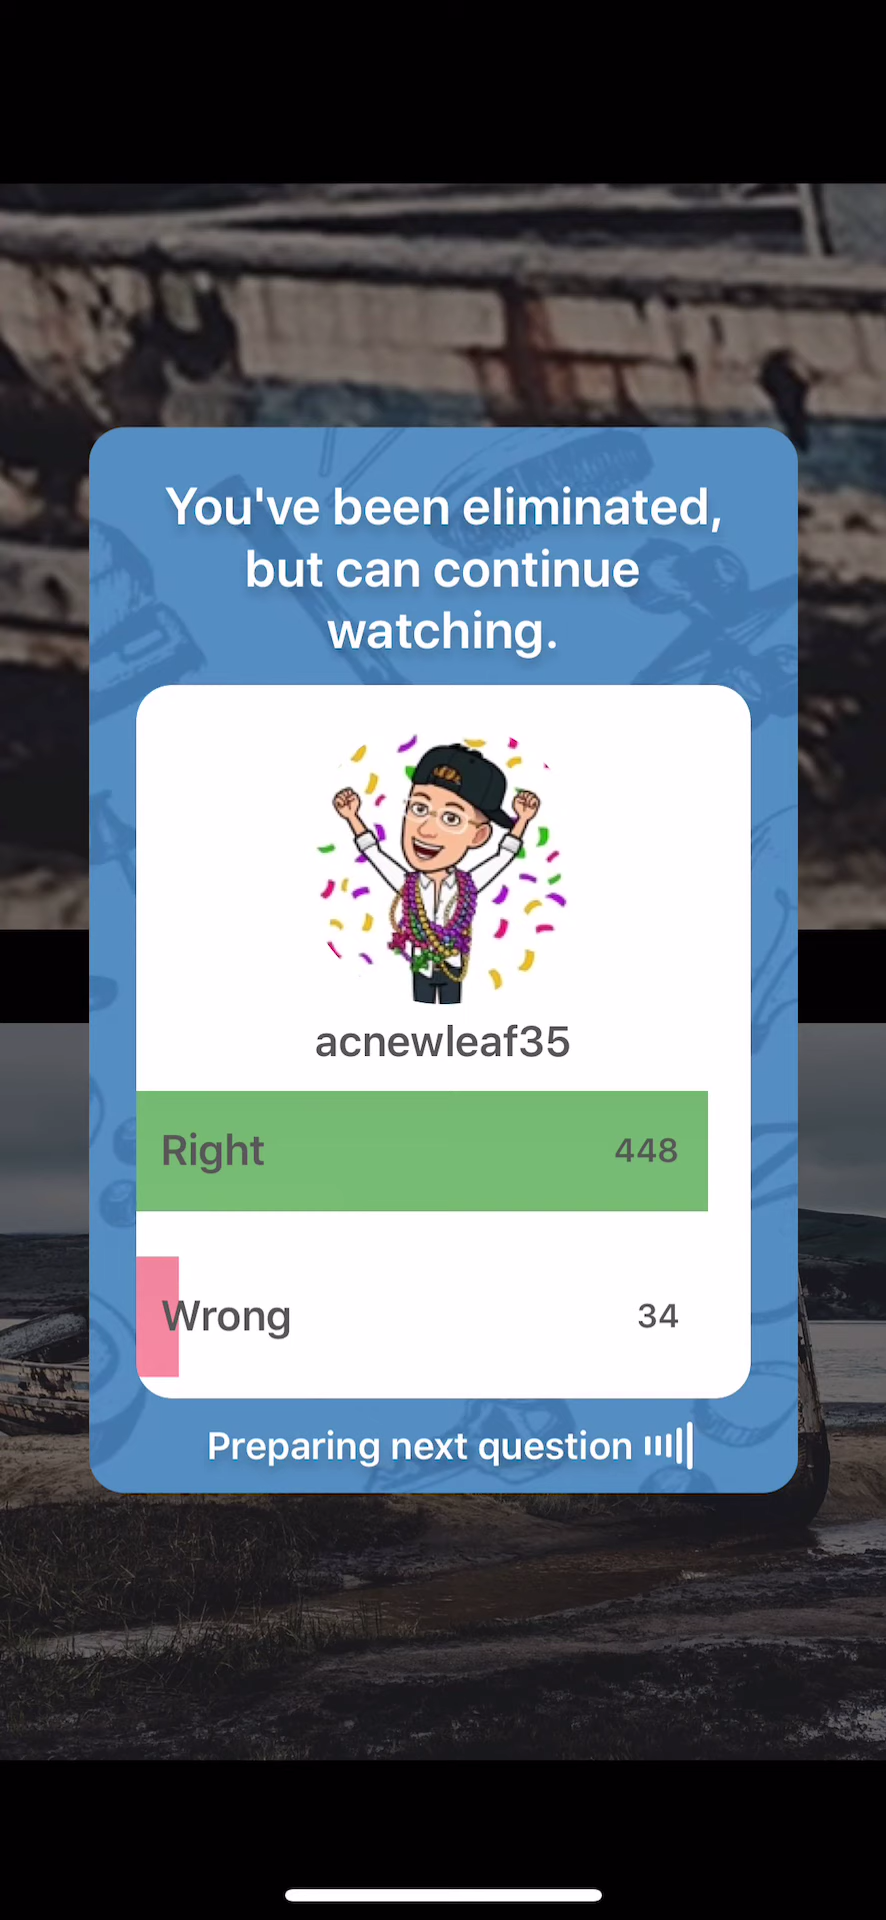 You've been eliminated,
but can continue
watching.
acnewleaf35
Right 448
Wrong 34
Preparing next question